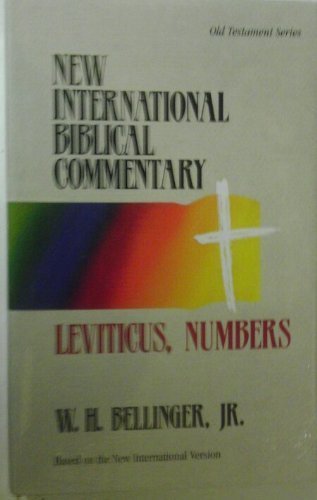 Old Testament Series
NEW
INTERNATIONAL
BIBLICAL
COMMENTARY
LEVITICUS, NUMBERS
W. H. BELLINGER, JR.
Based on the New International Version